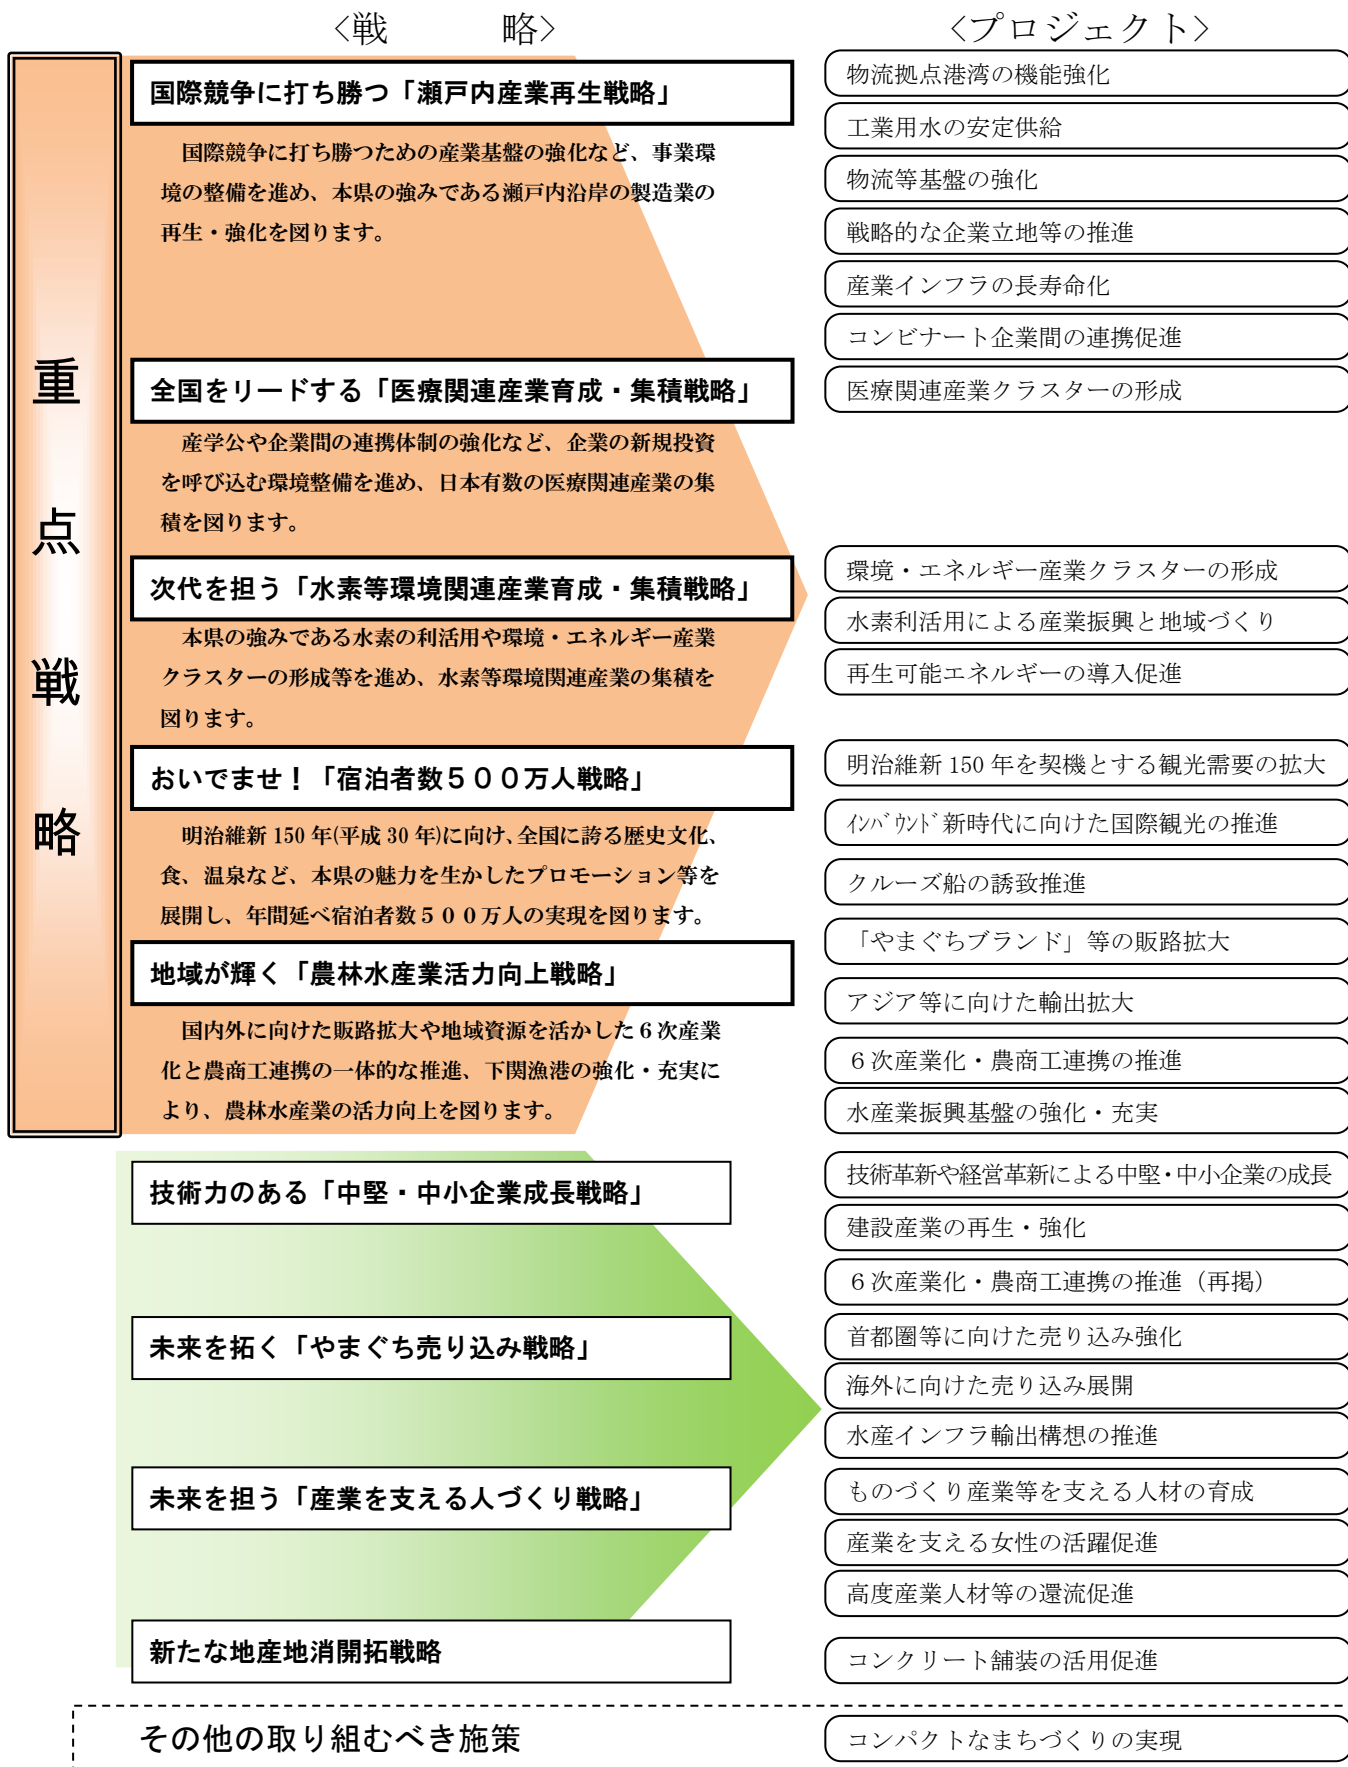 〈戦　略〉
〈プロジェクト〉
重点戦略
国際競争に打ち勝つ「瀬戸内産業再生戦略」
国際競争に打ち勝つための産業基盤の強化など、事業環
境の整備を進め、本県の強みである瀬戸内沿岸の製造業の
再生・強化を図ります。
物流拠点港湾の機能強化
工業用水の安定供給
物流等基盤の強化
戦略的な企業立地等の推進
産業インフラの長寿命化
コンビナート企業間の連携促進
全国をリードする「医療関連産業育成・集積戦略」
産学公や企業間の連携体制の強化など、企業の新規投資
を呼び込む環境整備を進め、日本有数の医療関連産業の集
積を図ります。
医療関連産業クラスターの形成
次代を担う「水素等環境関連産業育成・集積戦略」
本県の強みである水素の利活用や環境・エネルギー産業
クラスターの形成等を進め、水素等環境関連産業の集積を
図ります。
環境・エネルギー産業クラスターの形成
水素利活用による産業振興と地域づくり
再生可能エネルギーの導入促進
おいでませ！「宿泊者数５００万人戦略」
明治維新 150 年(平成 30 年)に向け、全国に誇る歴史文化、
食、温泉など、本県の魅力を生かしたプロモーション等を
展開し、年間延べ宿泊者数５００万人の実現を図ります。
明治維新 150 年を契機とする観光需要の拡大
ｲﾝﾊﾞｳﾝﾄﾞ新時代に向けた国際観光の推進
クルーズ船の誘致推進
地域が輝く「農林水産業活力向上戦略」
国内外に向けた販路拡大や地域資源を活かした６次産業
化と農商工連携の一体的な推進、下関漁港の強化・充実に
より、農林水産業の活力向上を図ります。
「やまぐちブランド」等の販路拡大
アジア等に向けた輸出拡大
６次産業化・農商工連携の推進
水産業振興基盤の強化・充実
技術力のある「中堅・中小企業成長戦略」
技術革新や経営革新による中堅・中小企業の成長
建設産業の再生・強化
６次産業化・農商工連携の推進（再掲）
未来を拓く「やまぐち売り込み戦略」
首都圏等に向けた売り込み強化
海外に向けた売り込み展開
水産インフラ輸出構想の推進
未来を担う「産業を支える人づくり戦略」
ものづくり産業等を支える人材の育成
産業を支える女性の活躍促進
高度産業人材等の還流促進
新たな地産地消開拓戦略
コンクリート舗装の活用促進
その他の取り組むべき施策
コンパクトなまちづくりの実現